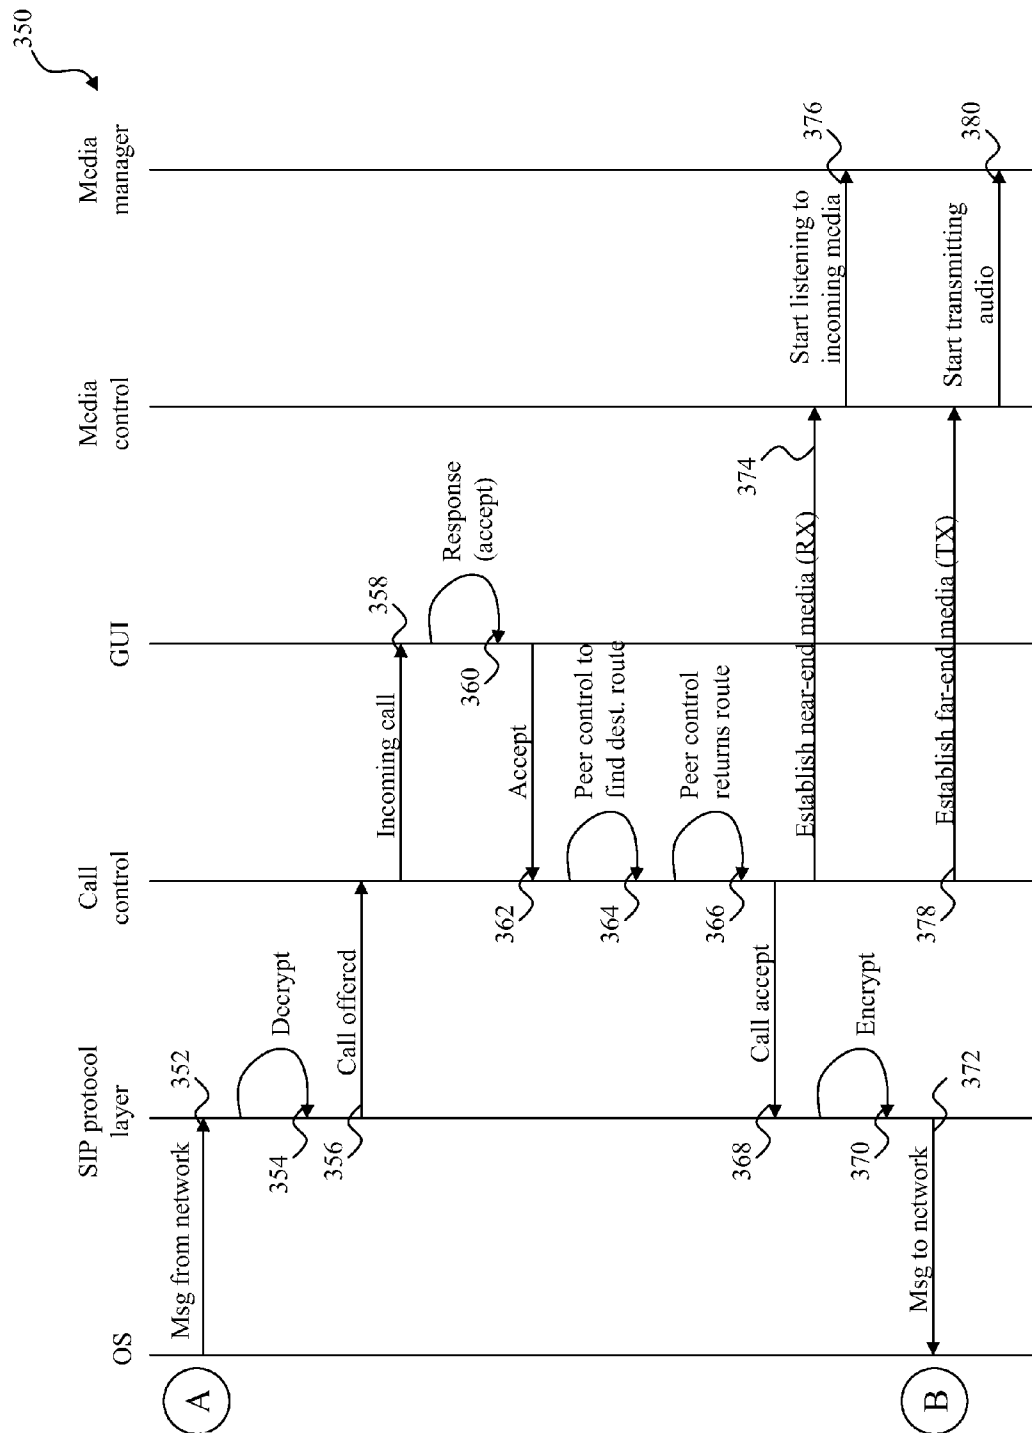 350
OS
SIP protocol
layer
Call
control
GUI
Media
control
Media
manager
A
Msg from network
352
Decrypt
354
Call offered
356
Incoming call
358
Response
(accept)
360
Accept
362
Peer control to
find dest. route
364
Peer control
returns route
366
Call accept
368
Establish near-end media (RX)
374
Start listening to
incoming media
376
Encrypt
370
B
Msg to network
372
Establish far-end media (TX)
378
Start transmitting
audio
380